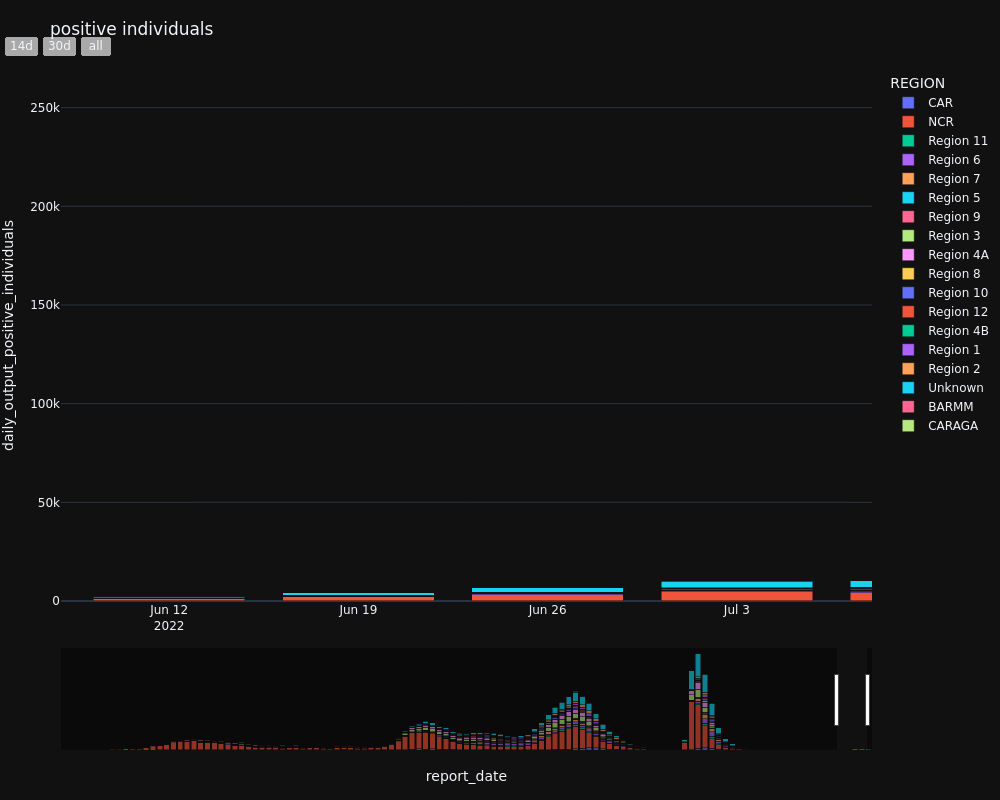 positive individuals
14d 30d all
REGION
CAR
NCR
Region 11
Region 6
Region 7
Region 5
Region 9
Region 3
Region 4A
Region 8
Region 10
Region 12
Region 4B
Region 1
Region 2
Unknown
BARMM
CARAGA
daily_output_positive_individuals
250k
200k
150k
100k
50k
0
Jun 12 Jun 19 Jun 26 Jul 3
2022
report_date